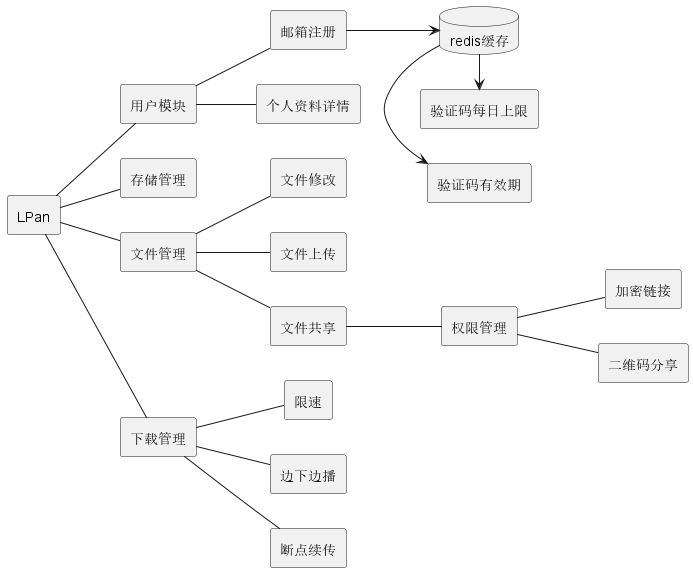 LPan
用户模块
邮箱注册
redis缓存
验证码每日上限
验证码有效期
个人资料详情
存储管理
文件管理
文件修改
文件上传
文件共享
权限管理
加密链接
二维码分享
下载管理
限速
边下边播
断点续传